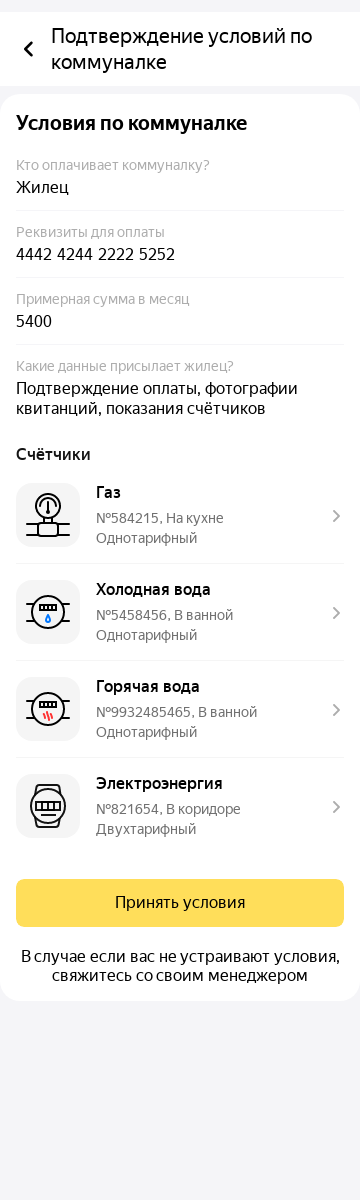 Подтверждение условий по
коммуналке
Условия по коммуналке
Кто оплачивает коммуналку?
Жилец
Реквизиты для оплаты
4442 4244 2222 5252
Примерная сумма в месяц
5400
Какие данные присылает жилец?
Подтверждение оплаты, фотографии
квитанций, показания счётчиков
Счётчики
Газ
№584215, На кухне
Однотарифный
Холодная вода
№5458456, В ванной
Однотарифный
Горячая вода
№9932485465, В ванной
Однотарифный
Электроэнергия
№821654, В коридоре
Двухтарифный
Принять условия
В случае если вас не устраивают условия,
свяжитесь со своим менеджером